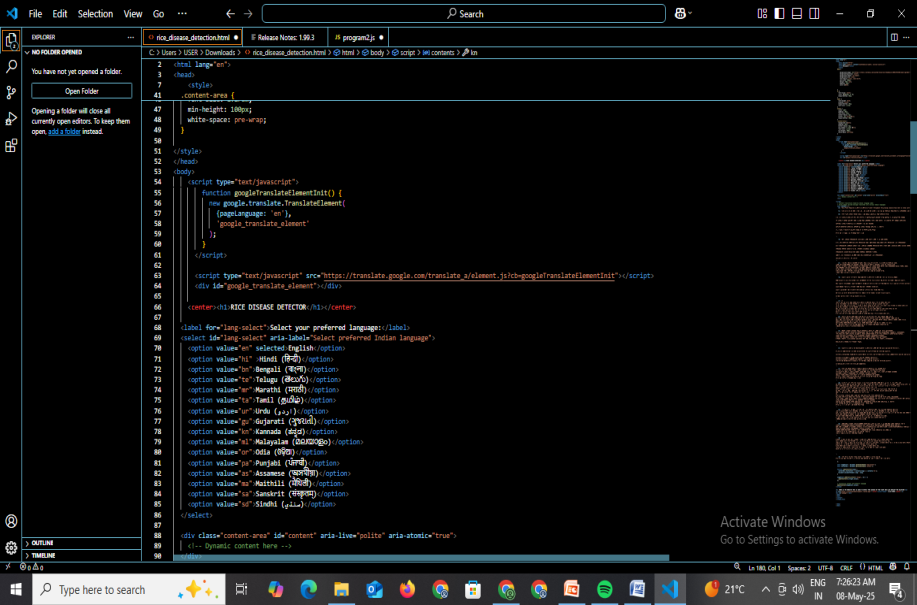 File Edit Selection View Go ··· Search
EXPLORER ··· rice_disease_detection.html ● Release Notes: 1.99.3 JS program2.js ●
NO FOLDER OPENED C: > Users > USER > Downloads > rice_disease_detection.html > html > body > script > contents > kn
You have not yet opened a folder.
Open Folder
Opening a folder will close all
currently open editors. To keep them
open, add a folder instead.
2 <html lang="en">
3 <head>
7 <style>
41 .content-area {
47 min-height: 100px;
48 white-space: pre-wrap;
49 }
50
51 </style>
52 </head>
53 <body>
54 <script type="text/javascript">
55 function googleTranslateElementInit() {
56 new google.translate.TranslateElement(
57 {pageLanguage: 'en'},
58 'google_translate_element'
59 );
60 }
61 </script>
62
63 <script type="text/javascript" src="https://translate.google.com/translate_a/element.js?cb=googleTranslateElementInit"></script>
64 <div id="google_translate_element"></div>
65
66 <center><h1>RICE DISEASE DETECTOR</h1></center>
67
68 <label for="lang-select">Select your preferred language:</label>
69 <select id="lang-select" aria-label="Select preferred Indian language">
70 <option value="en" selected>English</option>
71 <option value="hi" >Hindi (हिन्दी)</option>
72 <option value="bn">Bengali (বাংলা)</option>
73 <option value="te">Telugu (తెలుగు)</option>
74 <option value="mr">Marathi (मराठी)</option>
75 <option value="ta">Tamil (தமிழ்)</option>
76 <option value="ur">Urdu (اردو)</option>
77 <option value="gu">Gujarati (ગુજરાતી)</option>
78 <option value="kn">Kannada (ಕನ್ನಡ)</option>
79 <option value="ml">Malayalam (മലയാളം)</option>
80 <option value="or">Odia (ଓଡ଼ିଆ)</option>
81 <option value="pa">Punjabi (ਪੰਜਾਬੀ)</option>
82 <option value="as">Assamese (অসমীয়া)</option>
83 <option value="ma">Maithili (मैथिली)</option>
84 <option value="sa">Sanskrit (संस्कृतम्)</option>
85 <option value="sd">Sindhi (سنڌي)</option>
86 </select>
87
88 <div class="content-area" id="content" aria-live="polite" aria-atomic="true">
89 <!-- Dynamic content here -->
90 </div>
Activate Windows
Go to Settings to activate Windows.
OUTLINE
TIMELINE
0 0 Ln 180, Col 1 Spaces: 2 UTF-8 CRLF {} HTML
Type here to search 21°C ENG IN 7:26:23 AM 08-May-25 4